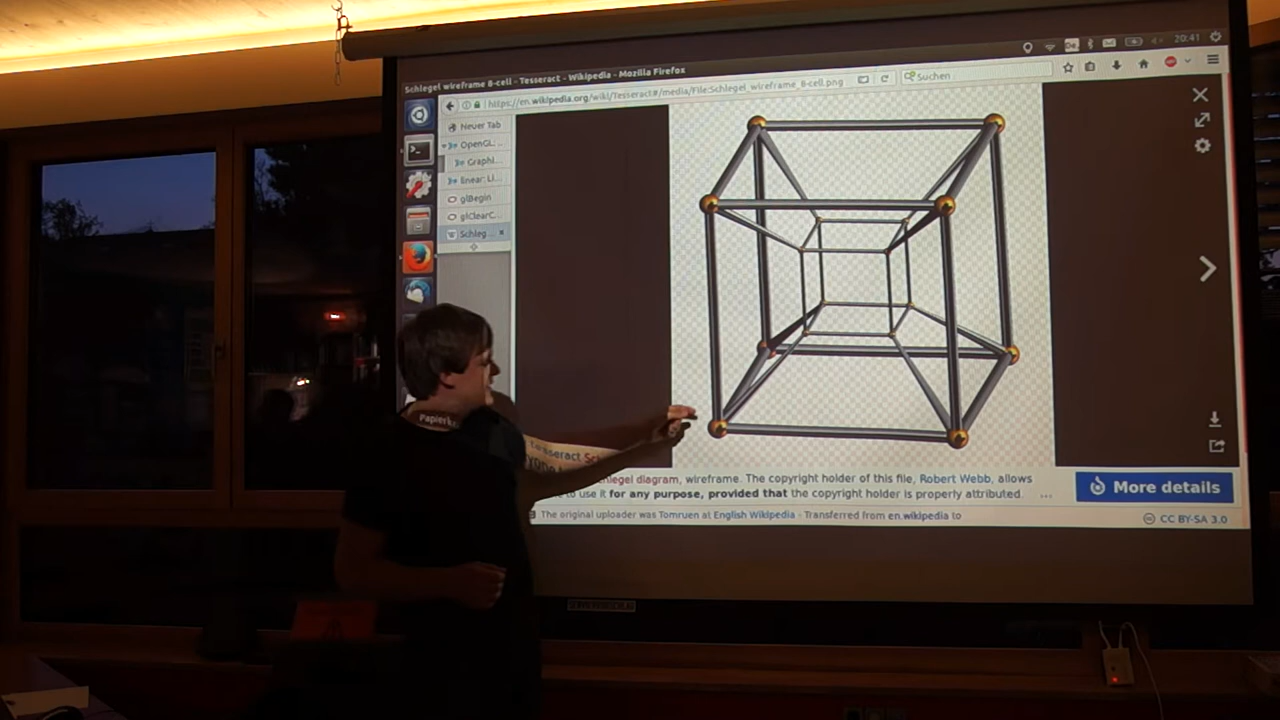 Schlegel wireframe 8-cell - Tesseract - Wikipedia - Mozilla Firefox
De
20:41
https://en.wikipedia.org/wiki/Tesseract#/media/File:Schlegel_wireframe_8-cell.png
Suchen
Neuer Tab
OpenGL...
Graphi...
linear: Li...
glBegin
glClearC...
Schleg...
Papierk
Tesseract Sc
hlegel diagram, wireframe. The copyright holder of this file, Robert Webb, allows
to use it for any purpose, provided that the copyright holder is properly attributed. ...
More details
The original uploader was Tomruen at English Wikipedia - Transferred from en.wikipedia to
CC BY-SA 3.0